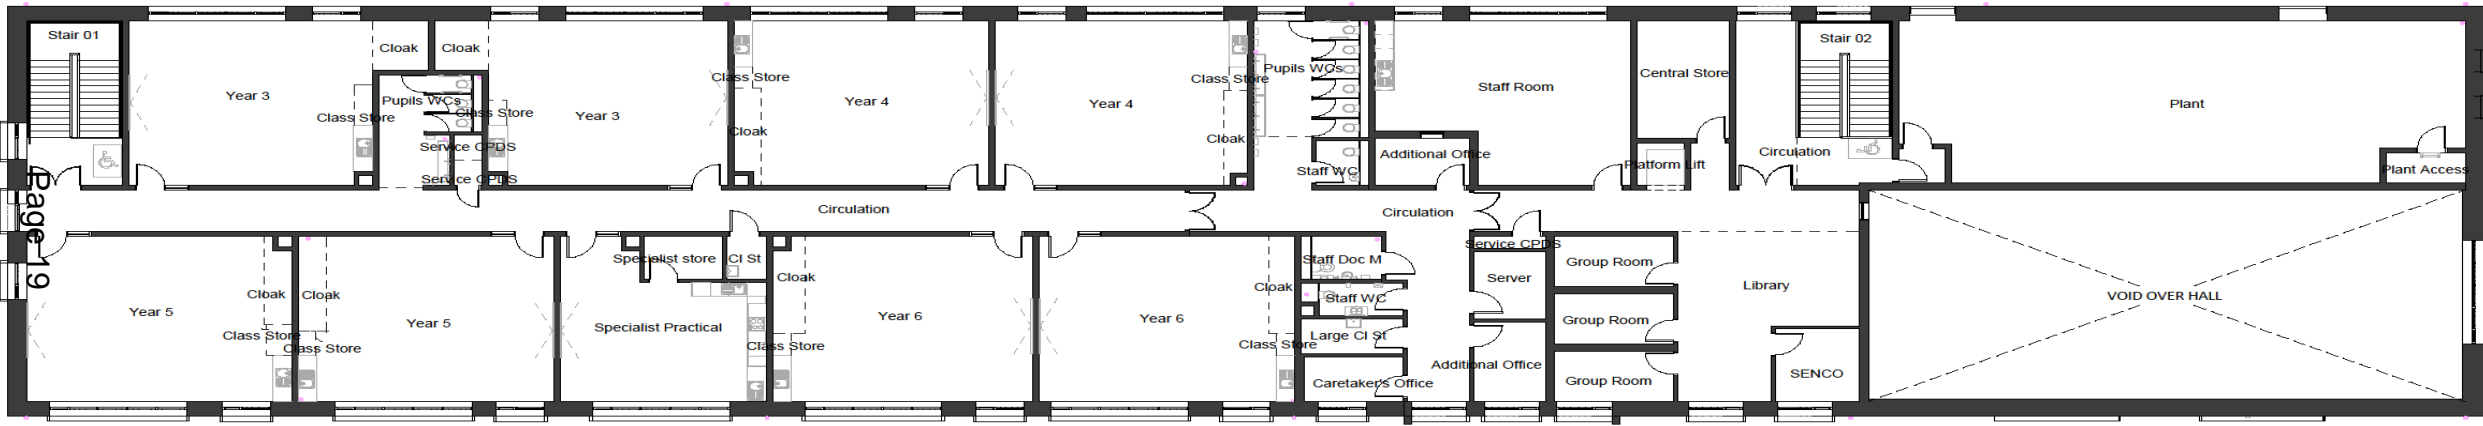 Stair 01
Year 3
Cloak
Class Store
Cloak
Pupils WCs
Class Store
Service CPDS
Service CPDS
Year 3
Class Store
Cloak
Year 4
Year 4
Class Store
Cloak
Pupils WCs
Staff WC
Staff Room
Additional Office
Central Store
Platform Lift
Stair 02
Circulation
Plant
Plant Access
Page 19
Circulation
Circulation
Year 5
Cloak
Class Store
Cloak
Class Store
Year 5
Specialist store
Cl St
Specialist Practical
Cloak
Class Store
Year 6
Year 6
Cloak
Class Store
Staff Doc M
Staff WC
Large Cl St
Caretaker's Office
Service CPDS
Server
Additional Office
Group Room
Group Room
Group Room
Library
SENCO
VOID OVER HALL